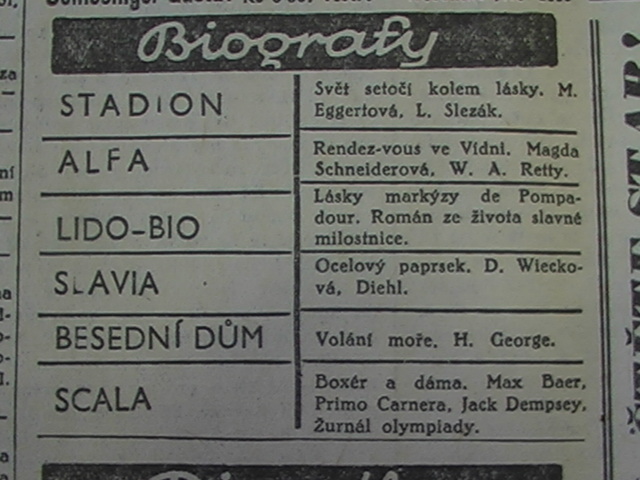 Biografy
STADION
Svět se točí kolem lásky. M.
Eggertová, L. Slezák.
ALFA
Rendez-vous ve Vídni. Magda
Schneiderová, W. A. Retty.
LIDO-BIO
Lásky markýzy de Pompa-
dour. Román ze života slavné
milostnice.
SLAVIA
Ocelový paprsek. D. Wiecko-
vá, Diehl.
BESEDNÍ DŮM
Volání moře. H. George.
SCALA
Boxér a dáma. Max Baer,
Primo Carnera, Jack Dempsey.
Žurnál olympiady.